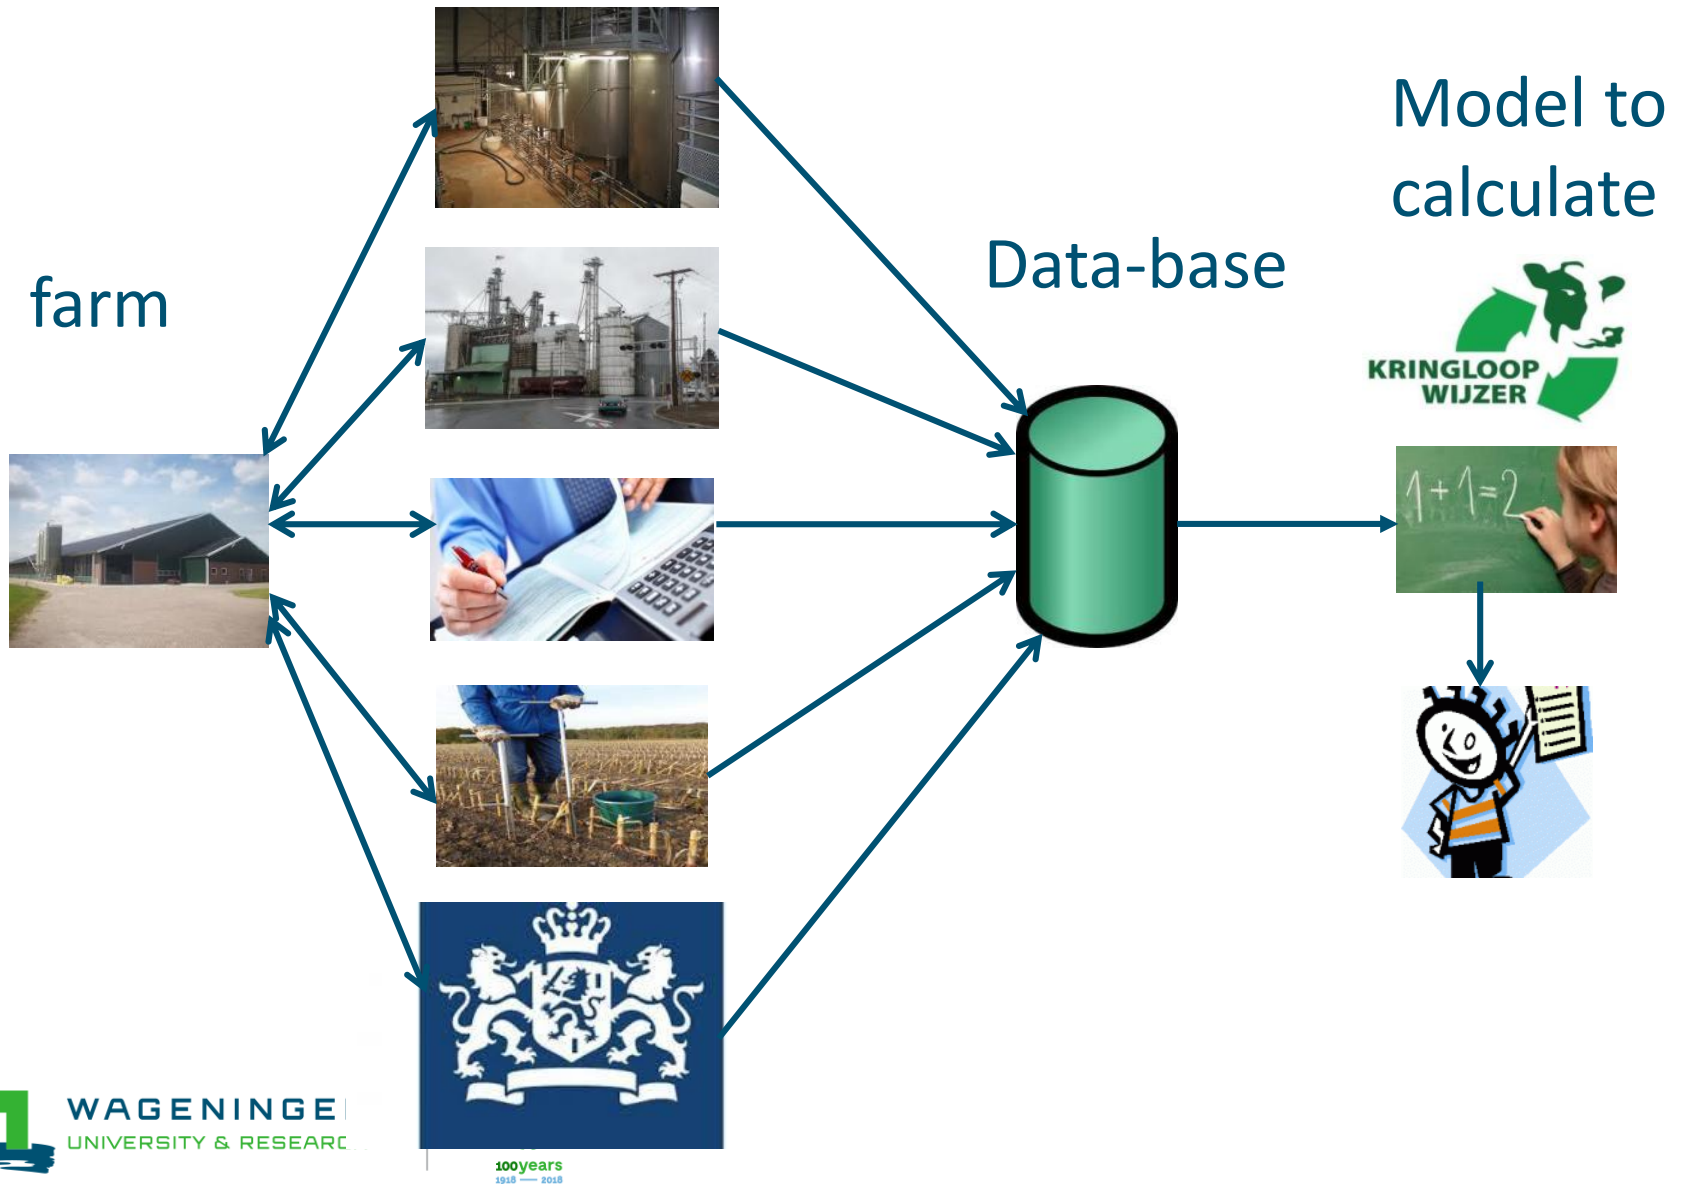 Model to
calculate
Data-base
farm
KRINGLOOP
WIJZER
1+1=2
WAGENINGE
UNIVERSITY & RESEARC
100years
1918 — 2018